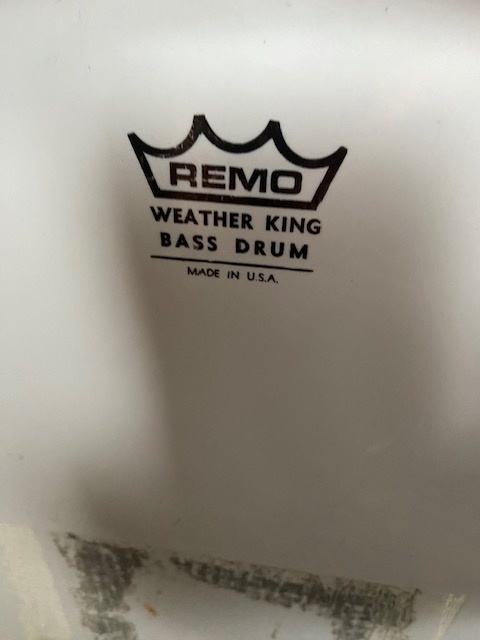 REMO
WEATHER KING
BASS DRUM
MADE IN U.S.A.